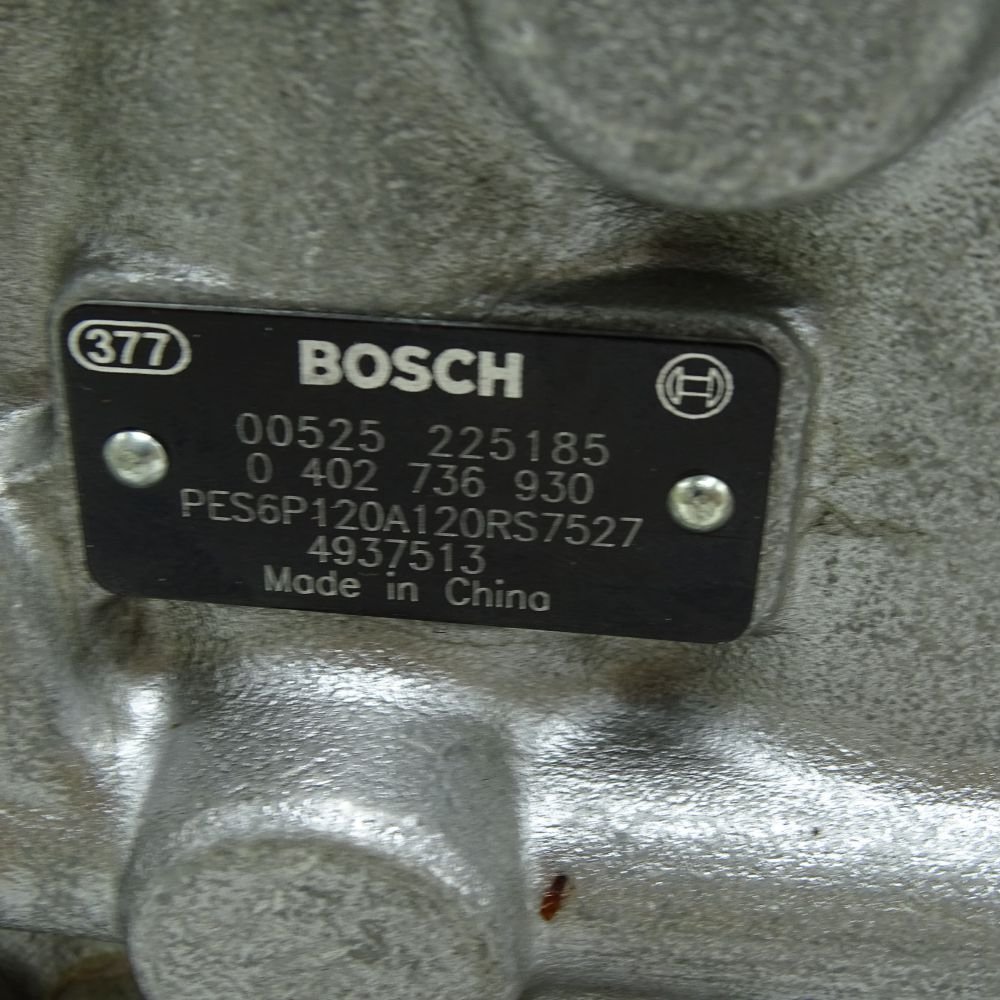 377 BOSCH
00525 225185
0 402 736 930
PES6P120A120RS7527
4937513
Made in China